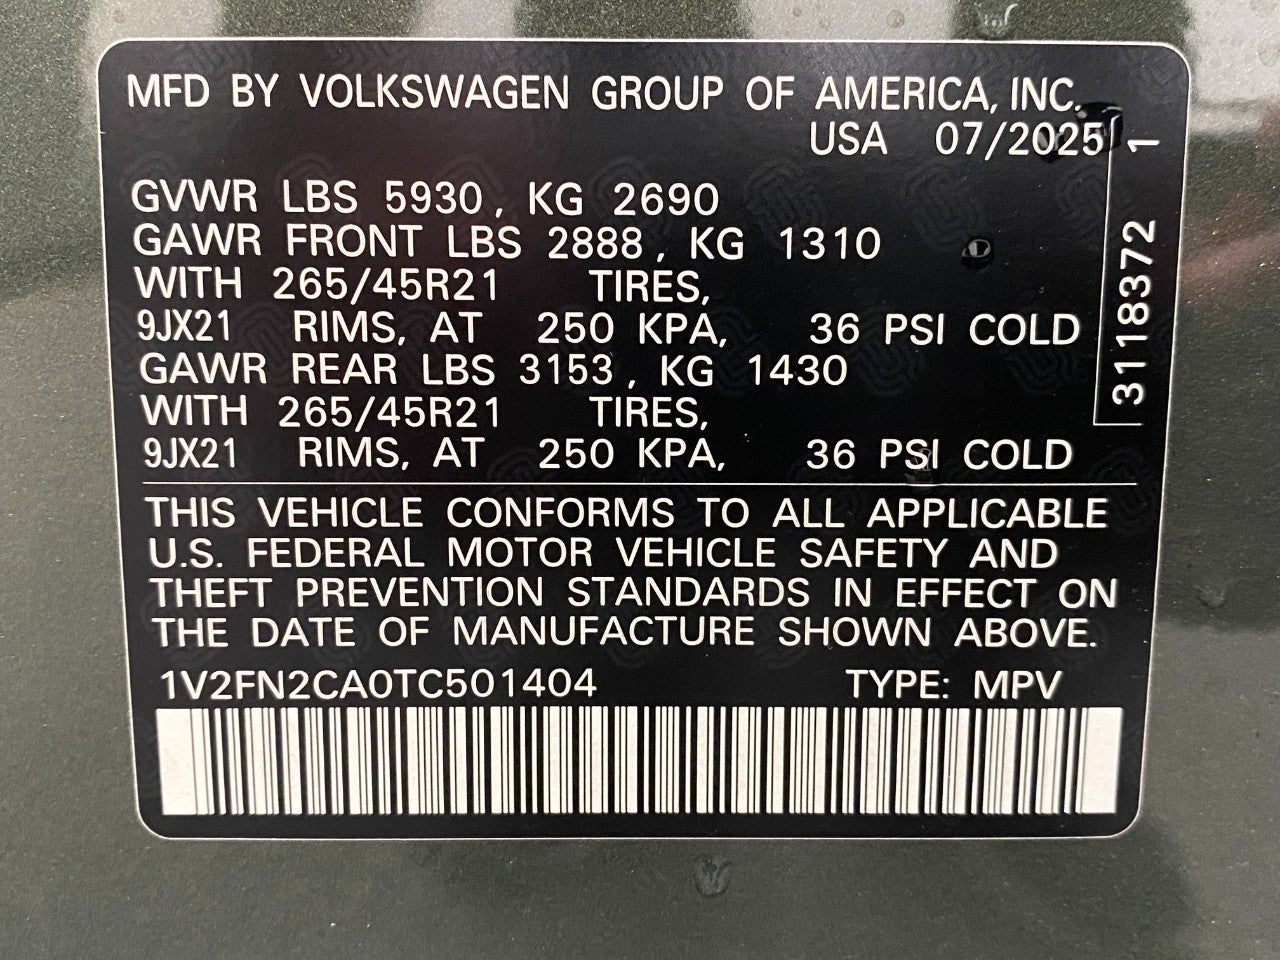 MFD BY VOLKSWAGEN GROUP OF AMERICA, INC.
USA 07/2025
GVWR LBS 5930, KG 2690
GAWR FRONT LBS 2888, KG 1310
WITH 265/45R21 TIRES,
9JX21 RIMS, AT 250 KPA, 36 PSI COLD
GAWR REAR LBS 3153, KG 1430
WITH 265/45R21 TIRES,
9JX21 RIMS, AT 250 KPA, 36 PSI COLD
3118372 1
THIS VEHICLE CONFORMS TO ALL APPLICABLE
U.S. FEDERAL MOTOR VEHICLE SAFETY AND
THEFT PREVENTION STANDARDS IN EFFECT ON
THE DATE OF MANUFACTURE SHOWN ABOVE.
1V2FN2CA0TC501404 TYPE: MPV